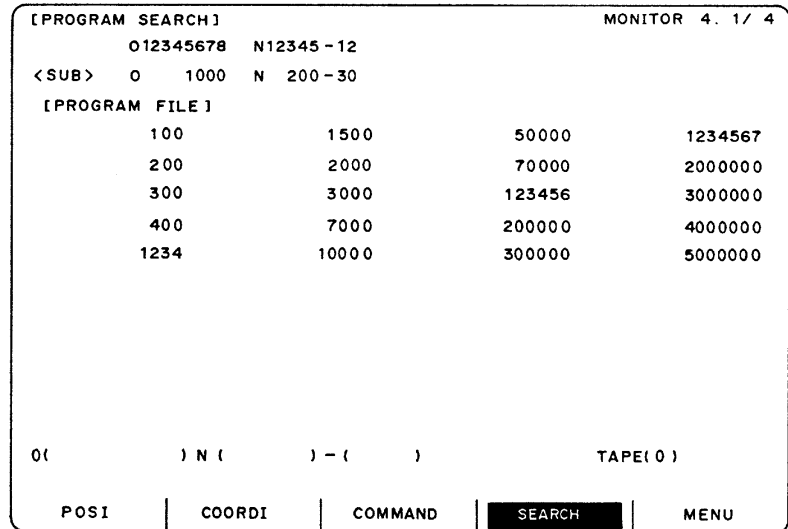 [PROGRAM SEARCH] MONITOR 4. 1/ 4
O12345678 N12345-12
<SUB> O 1000 N 200-30
[PROGRAM FILE]
100 1500 50000 1234567
200 2000 70000 2000000
300 3000 123456 3000000
400 7000 200000 4000000
1234 10000 300000 5000000
O( ) N ( ) - ( ) TAPE( 0 )
POSI COORDI COMMAND SEARCH MENU